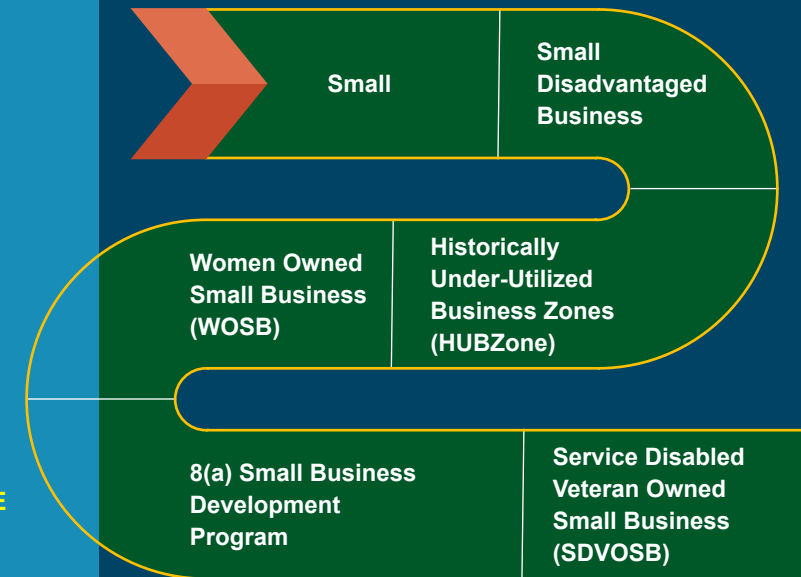 Small
Small
Disadvantaged
Business
Historically
Under-Utilized
Business Zones
(HUBZone)
Women Owned
Small Business
(WOSB)
8(a) Small Business
Development
Program
Service Disabled
Veteran Owned
Small Business
(SDVOSB)
E